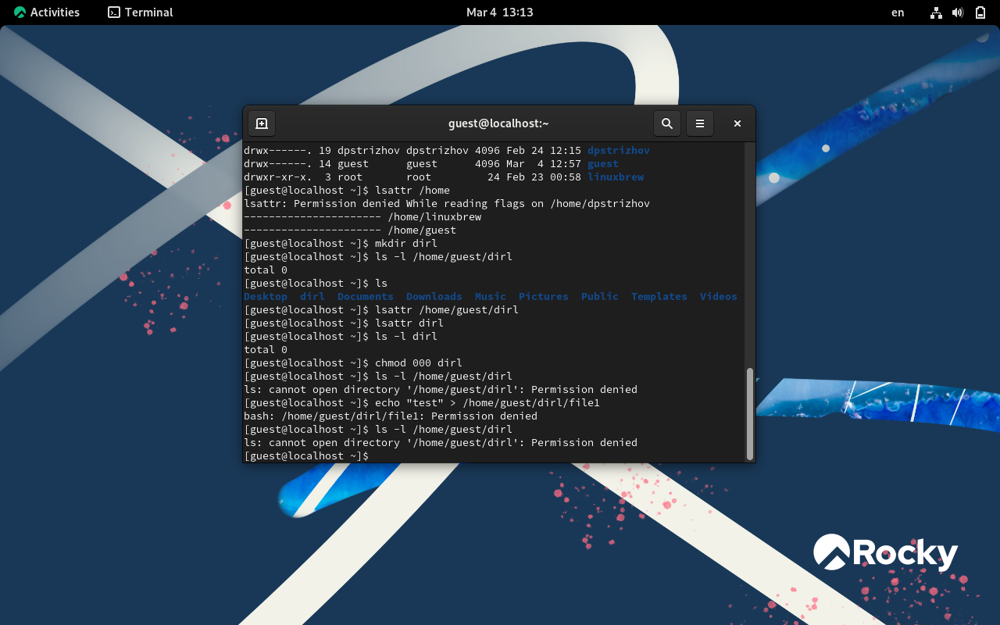 Activities Terminal Mar 4 13:13 en
guest@localhost:~
drwx------. 19 dpstrizhov dpstrizhov 4096 Feb 24 12:15 dpstrizhov
drwx------. 14 guest      guest      4096 Mar  4 12:57 guest
drwxr-xr-x.  3 root       root         24 Feb 23 00:58 linuxbrew
[guest@localhost ~]$ lsattr /home
lsattr: Permission denied While reading flags on /home/dpstrizhov
---------------------- /home/linuxbrew
---------------------- /home/guest
[guest@localhost ~]$ mkdir dirl
[guest@localhost ~]$ ls -l /home/guest/dirl
total 0
[guest@localhost ~]$ ls
Desktop  dirl  Documents  Downloads  Music  Pictures  Public  Templates  Videos
[guest@localhost ~]$ lsattr /home/guest/dirl
[guest@localhost ~]$ lsattr dirl
[guest@localhost ~]$ ls -l dirl
total 0
[guest@localhost ~]$ chmod 000 dirl
[guest@localhost ~]$ ls -l /home/guest/dirl
ls: cannot open directory '/home/guest/dirl': Permission denied
[guest@localhost ~]$ echo "test" > /home/guest/dirl/file1
bash: /home/guest/dirl/file1: Permission denied
[guest@localhost ~]$ ls -l /home/guest/dirl
ls: cannot open directory '/home/guest/dirl': Permission denied
[guest@localhost ~]$
Rocky